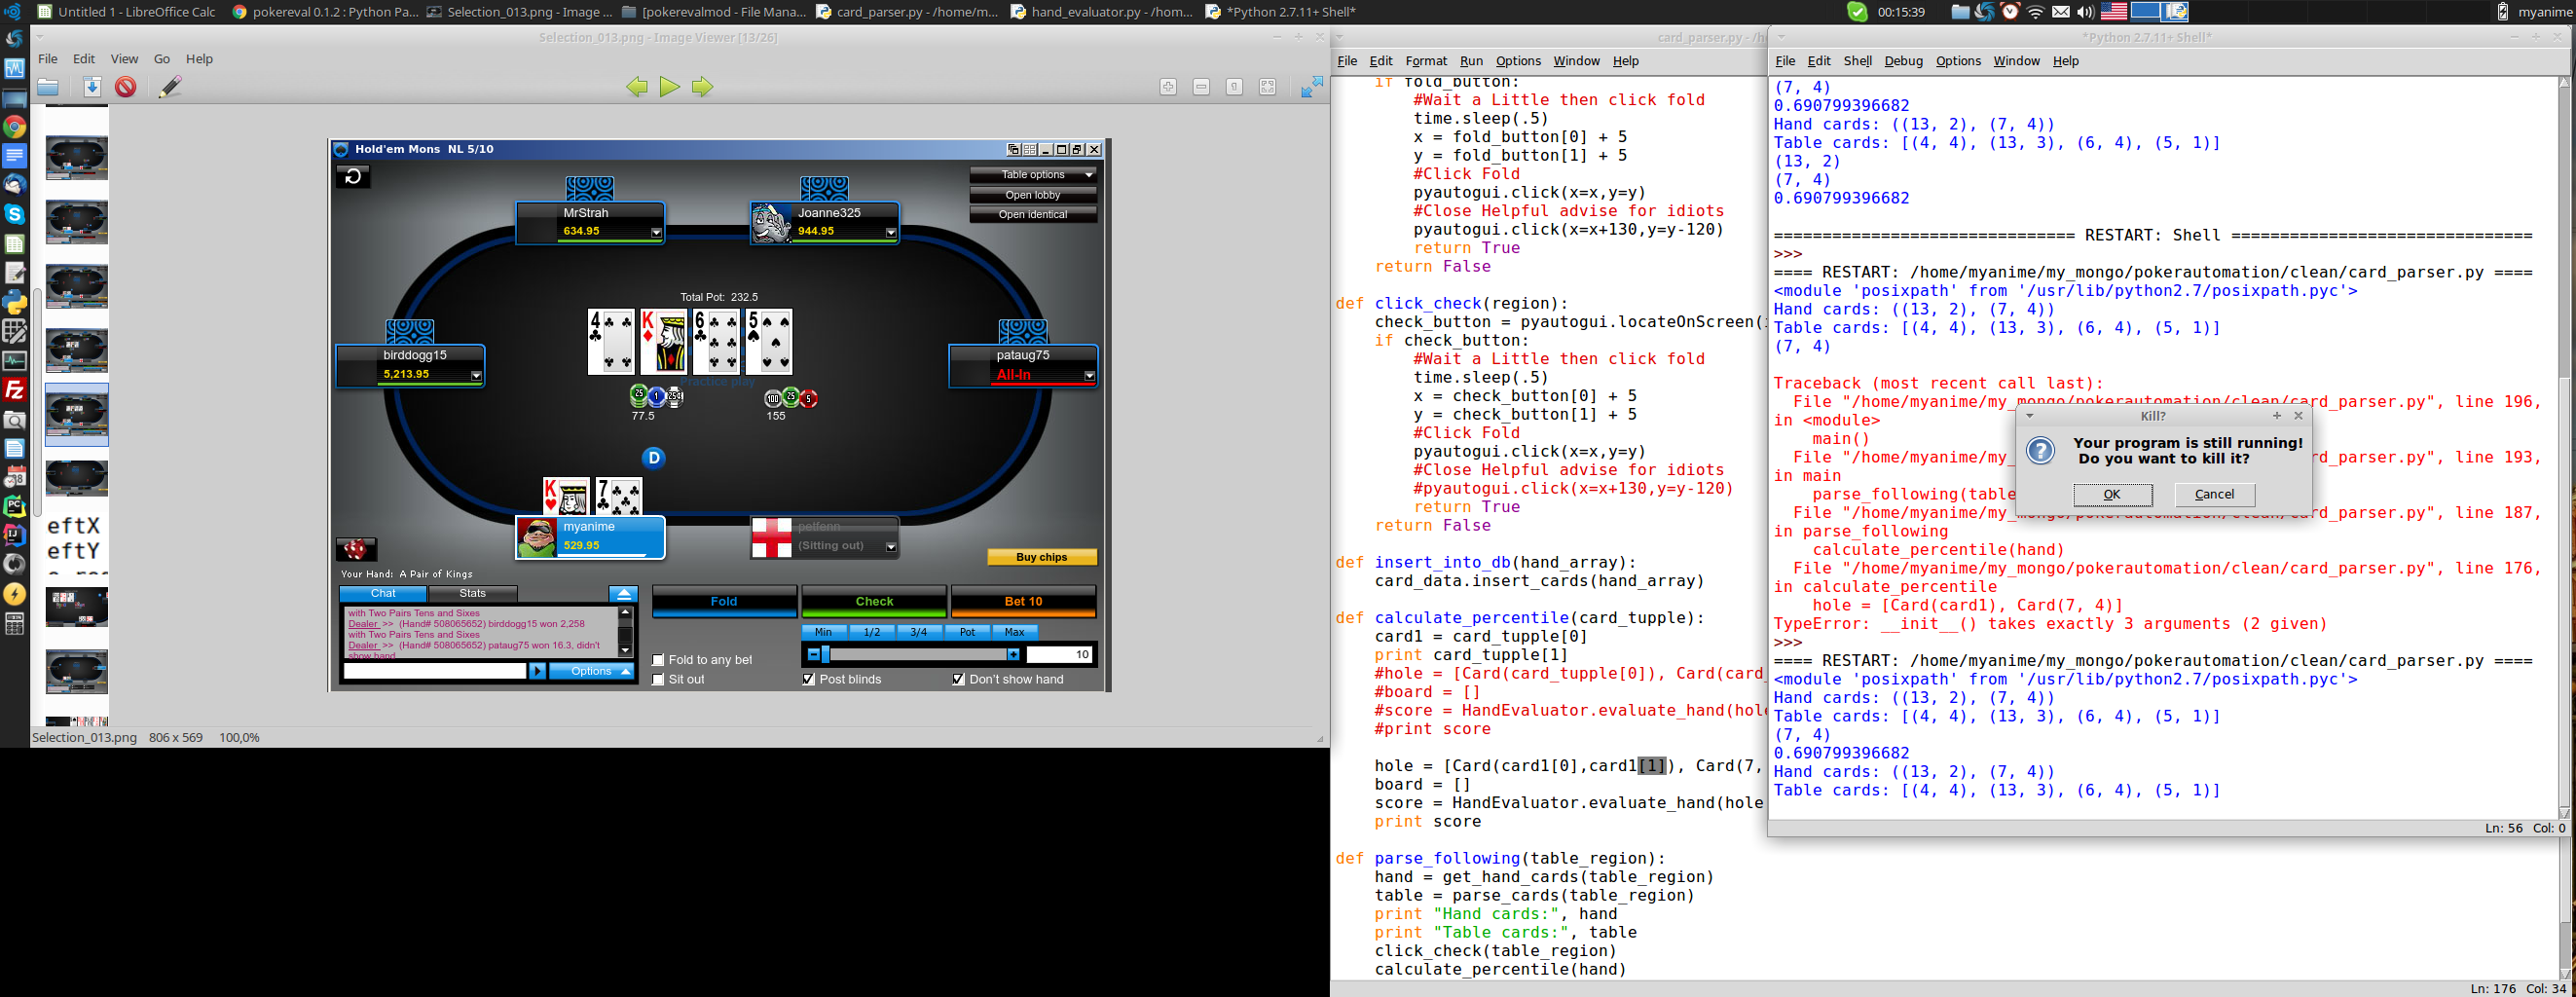 Untitled 1 - LibreOffice Calc
pokereval 0.1.2 : Python Pa...
Selection_013.png - Image ...
[pokerevalmod - File Mana...
card_parser.py - /home/m...
hand_evaluator.py - /hom...
*Python 2.7.11+ Shell*
00:15:39
myanime
Selection_013.png - Image Viewer [13/26]
File Edit View Go Help
eftX
eftY
Hold'em Mons NL 5/10
Table options
Open lobby
Open identical
MrStrah
634.95
Joanne325
944.95
Total Pot: 232.5
4 K 6 5
birddogg15
5,213.95
pataug75
All-In
Practice play
25 1 25¢
100 25 5
77.5
155
D
K 7
myanime
529.95
petfenn
(Sitting out)
Buy chips
Your Hand: A Pair of Kings
Chat
Stats
Fold
Check
Bet 10
with Two Pairs Tens and Sixes
Dealer >> (Hand# 508065652) birddogg15 won 2,258
with Two Pairs Tens and Sixes
Dealer >> (Hand# 508065652) pataug75 won 16.3, didn't
show hand
Min 1/2 3/4 Pot Max
10
Options
Fold to any bet
Sit out
Post blinds
Don't show hand
Selection_013.png 806 x 569 100,0%
card_parser.py - /h
File Edit Format Run Options Window Help
if fold_button:
#Wait a Little then click fold
time.sleep(.5)
x = fold_button[0] + 5
y = fold_button[1] + 5
#Click Fold
pyautogui.click(x=x,y=y)
#Close Helpful advise for idiots
pyautogui.click(x=x+130,y=y-120)
return True
return False
def click_check(region):
check_button = pyautogui.locateOnScreen(
if check_button:
#Wait a Little then click fold
time.sleep(.5)
x = check_button[0] + 5
y = check_button[1] + 5
#Click Fold
pyautogui.click(x=x,y=y)
#Close Helpful advise for idiots
#pyautogui.click(x=x+130,y=y-120)
return True
return False
def insert_into_db(hand_array):
card_data.insert_cards(hand_array)
def calculate_percentile(card_tupple):
card1 = card_tupple[0]
print card_tupple[1]
#hole = [Card(card_tupple[0]), Card(card_
#board = []
#score = HandEvaluator.evaluate_hand(hol
#print score
hole = [Card(card1[0],card1[1]), Card(7,
board = []
score = HandEvaluator.evaluate_hand(hole
print score
def parse_following(table_region):
hand = get_hand_cards(table_region)
table = parse_cards(table_region)
print "Hand cards:", hand
print "Table cards:", table
click_check(table_region)
calculate_percentile(hand)
Ln: 176 Col: 34
*Python 2.7.11+ Shell*
File Edit Shell Debug Options Window Help
(7, 4)
0.690799396682
Hand cards: ((13, 2), (7, 4))
Table cards: [(4, 4), (13, 3), (6, 4), (5, 1)]
(13, 2)
(7, 4)
0.690799396682
=============================== RESTART: Shell ===============================
>>>
==== RESTART: /home/myanime/my_mongo/pokerautomation/clean/card_parser.py ====
<module 'posixpath' from '/usr/lib/python2.7/posixpath.pyc'>
Hand cards: ((13, 2), (7, 4))
Table cards: [(4, 4), (13, 3), (6, 4), (5, 1)]
(7, 4)
Traceback (most recent call last):
File "/home/myanime/my_mongo/pokerautomation/clean/card_parser.py", line 196,
in <module>
main()
File "/home/myanime/my_ rd_parser.py", line 193,
in main
parse_following(table
File "/home/myanime/my_mongo/pokerautomation/clean/card_parser.py", line 187,
in parse_following
calculate_percentile(hand)
File "/home/myanime/my_mongo/pokerautomation/clean/card_parser.py", line 176,
in calculate_percentile
hole = [Card(card1), Card(7, 4)]
TypeError: __init__() takes exactly 3 arguments (2 given)
>>>
==== RESTART: /home/myanime/my_mongo/pokerautomation/clean/card_parser.py ====
<module 'posixpath' from '/usr/lib/python2.7/posixpath.pyc'>
Hand cards: ((13, 2), (7, 4))
Table cards: [(4, 4), (13, 3), (6, 4), (5, 1)]
(7, 4)
0.690799396682
Hand cards: ((13, 2), (7, 4))
Table cards: [(4, 4), (13, 3), (6, 4), (5, 1)]
Ln: 56 Col: 0
Kill?
Your program is still running!
Do you want to kill it?
OK
Cancel